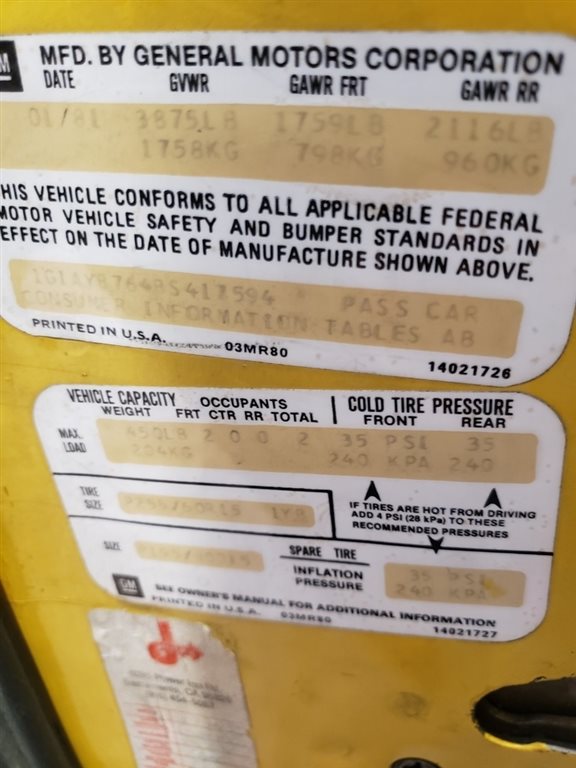 MFD. BY GENERAL MOTORS CORPORATION
DATE GVWR GAWR FRT GAWR RR
01/81 3875LB 1759LB 2116LB
1758KG 798KG 960KG
HIS VEHICLE CONFORMS TO ALL APPLICABLE FEDERAL
MOTOR VEHICLE SAFETY AND BUMPER STANDARDS IN
EFFECT ON THE DATE OF MANUFACTURE SHOWN ABOVE.
PASS CAR
CONSUMER INFORMATION TABLES AB
PRINTED IN U.S.A. 03MR80 14021726
VEHICLE CAPACITY OCCUPANTS COLD TIRE PRESSURE
WEIGHT FRT CTR RR TOTAL FRONT REAR
MAX. 450LB 2 0 0 2 35 PSI 35
LOAD 204KG 240 KPA 240
TIRE
SIZE
IF TIRES ARE HOT FROM DRIVING
ADD 4 PSI (28 kPa) TO THESE
RECOMMENDED PRESSURES
SIZE SPARE TIRE
INFLATION 35 PSI
PRESSURE 240 KPA
GM SEE OWNER'S MANUAL FOR ADDITIONAL INFORMATION
PRINTED IN U.S.A. 03MR80 14021727